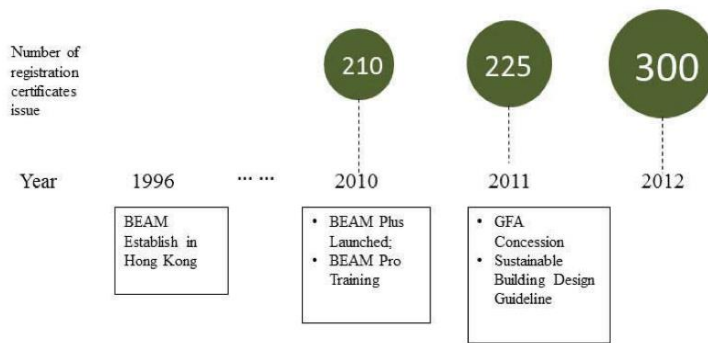 Number of
registration
certificates
issue
210
225
300
Year
1996
... ...
2010
2011
2012
BEAM
Establish in
Hong Kong
• BEAM Plus
Launched;
• BEAM Pro
Training
• GFA
Concession
• Sustainable
Building Design
Guideline